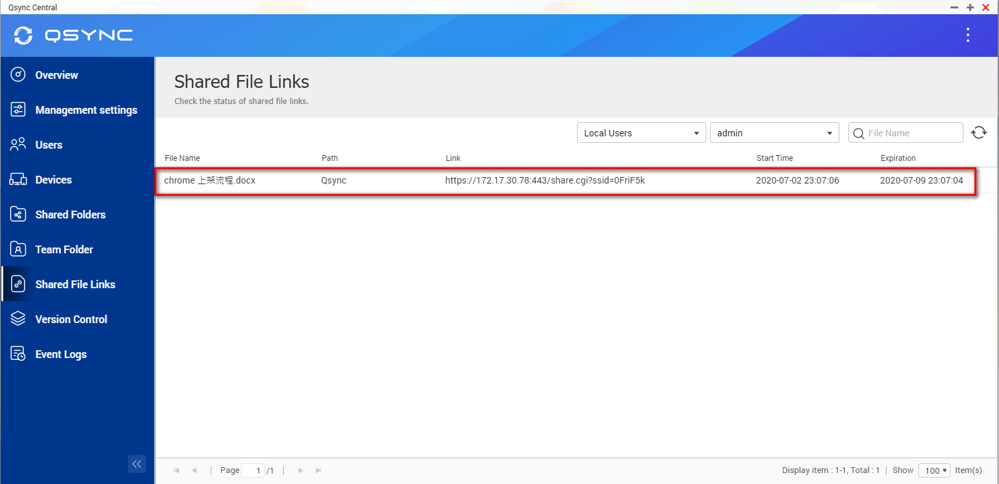 Qsync Central
QSYNC
Overview
Management settings
Users
Devices
Shared Folders
Team Folder
Shared File Links
Version Control
Event Logs
Shared File Links
Check the status of shared file links.
Local Users admin File Name
File Name Path Link Start Time Expiration
chrome 上架流程.docx Qsync https://172.17.30.78:443/share.cgi?ssid=0FriF5k 2020-07-02 23:07:06 2020-07-09 23:07:04
Page 1 /1 Display item : 1-1, Total : 1 Show 100 Item(s)